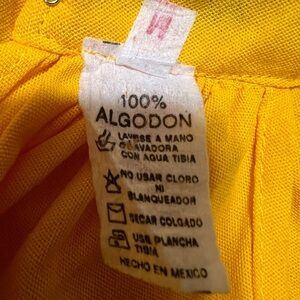 M
100%
ALGODON
LAVESE A MANO
O LAVADORA
CON AGUA TIBIA
NO USAR CLORO
NI
BLANQUEADOR
SECAR COLGADO
USE PLANCHA
TIBIA
HECHO EN MEXICO